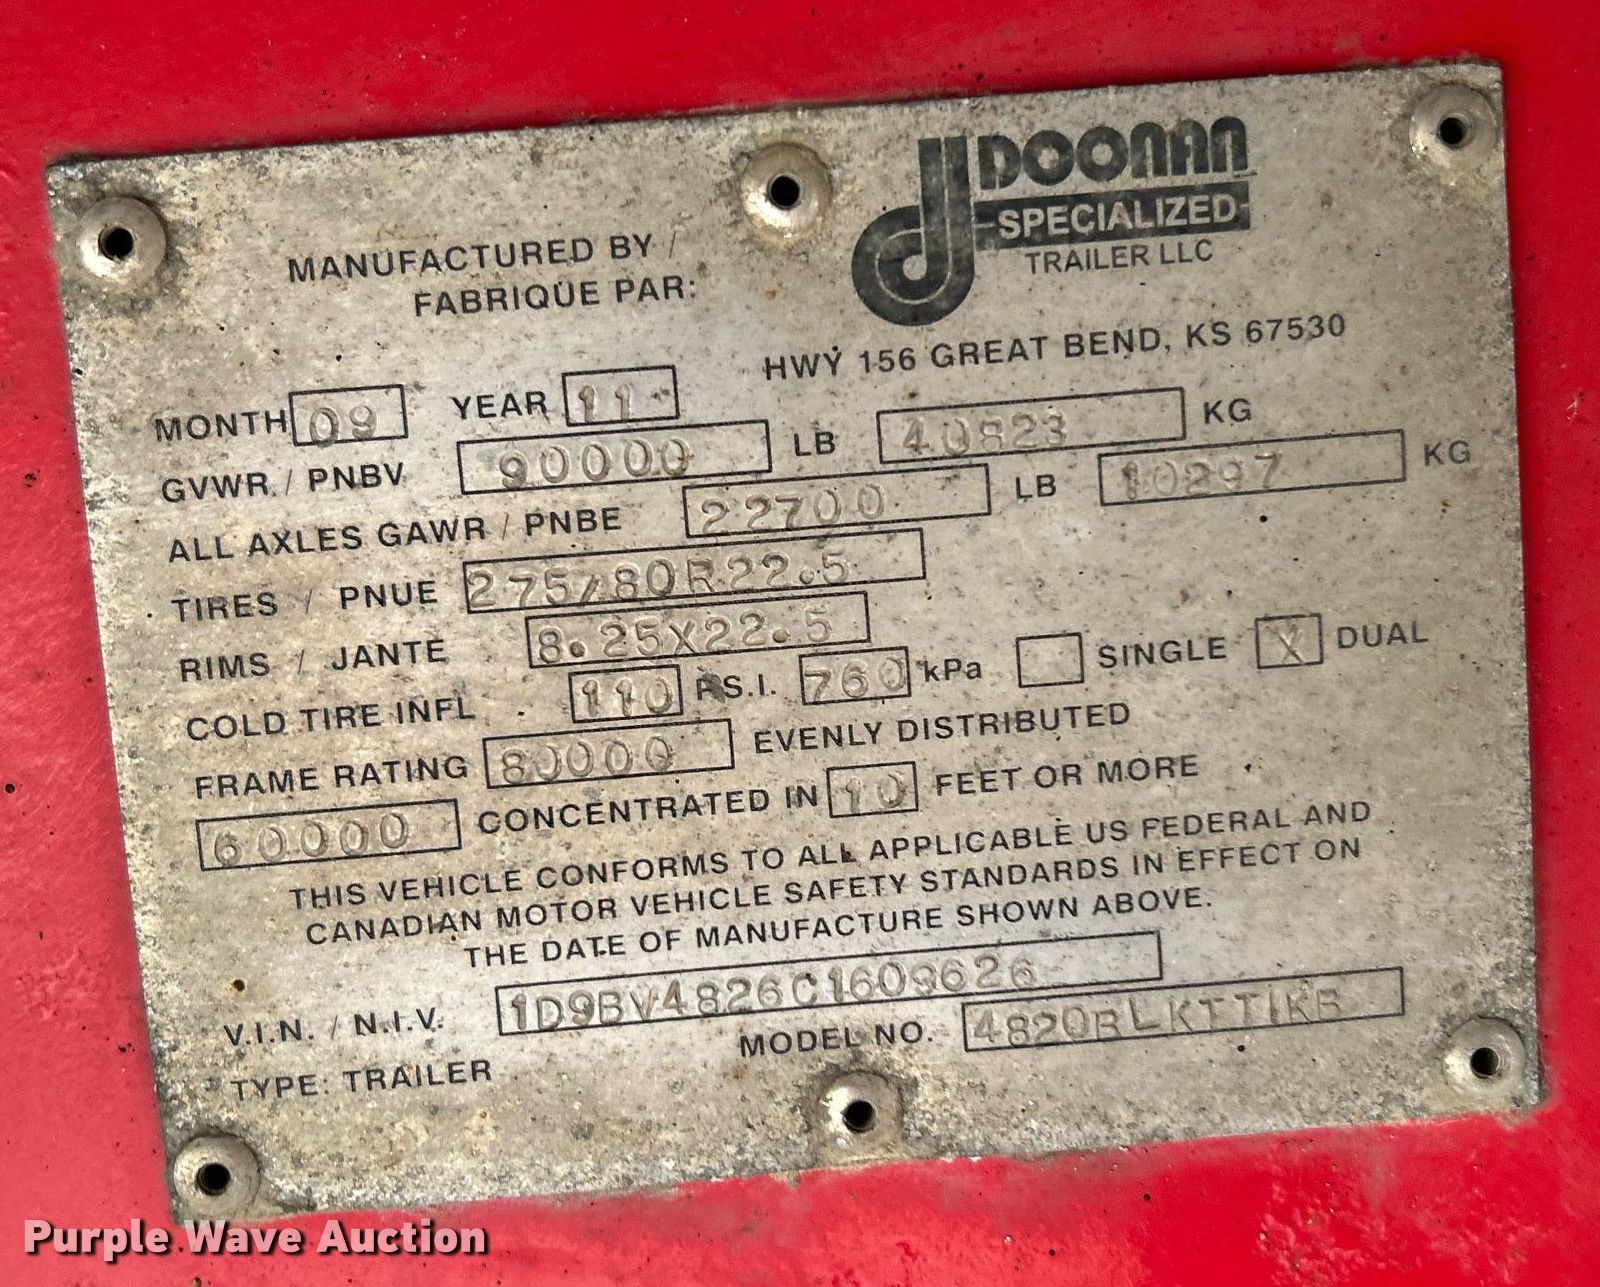 DOONAN
SPECIALIZED
TRAILER LLC
MANUFACTURED BY /
FABRIQUE PAR:
HWY 156 GREAT BEND, KS 67530
MONTH 09 YEAR 11
GVWR / PNBV 90000 LB 40823 KG
ALL AXLES GAWR / PNBE 22700 LB 10297 KG
TIRES / PNUE 275/80R22.5
RIMS / JANTE 8.25X22.5
COLD TIRE INFL. 110 P.S.I. 760 kPa SINGLE X DUAL
FRAME RATING 80000 EVENLY DISTRIBUTED
60000 CONCENTRATED IN 10 FEET OR MORE
THIS VEHICLE CONFORMS TO ALL APPLICABLE US FEDERAL AND
CANADIAN MOTOR VEHICLE SAFETY STANDARDS IN EFFECT ON
THE DATE OF MANUFACTURE SHOWN ABOVE.
V.I.N. / N.I.V. 1D9BV4826C1609626
TYPE: TRAILER MODEL NO.
Purple Wave Auction